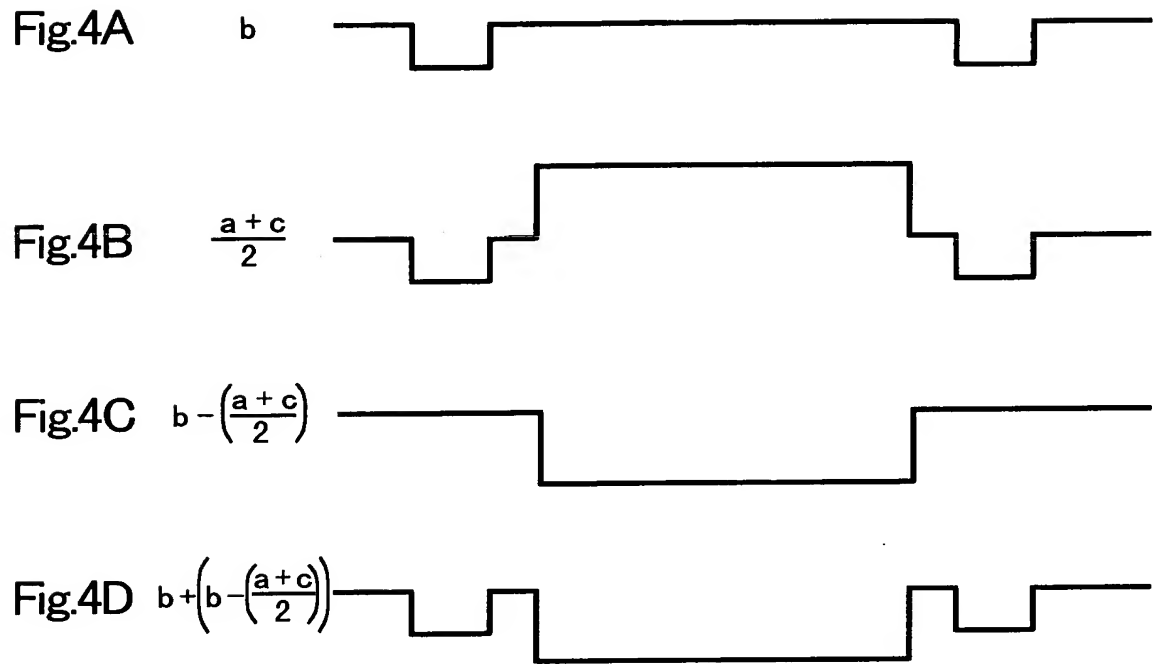 Fig.4A b
Fig.4B a + c / 2
Fig.4C b - ( a + c / 2 )
Fig.4D b + ( b - ( a + c / 2 ) )